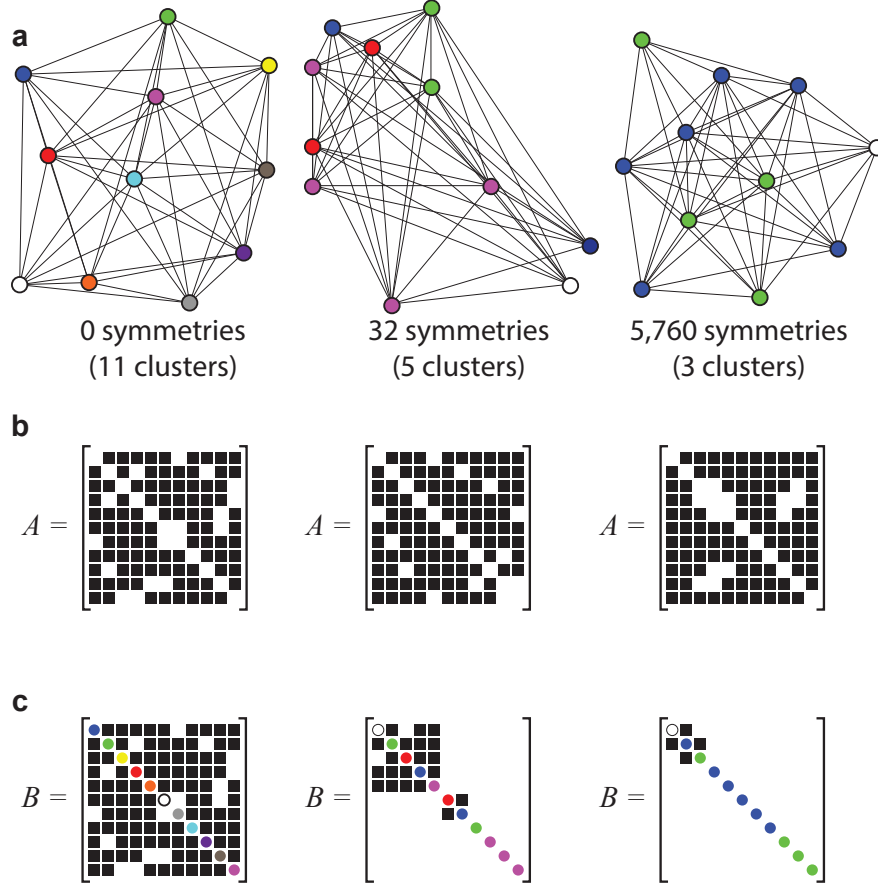 a
0 symmetries
(11 clusters)
32 symmetries
(5 clusters)
5,760 symmetries
(3 clusters)
b
A =
A =
A =
c
B =
B =
B =